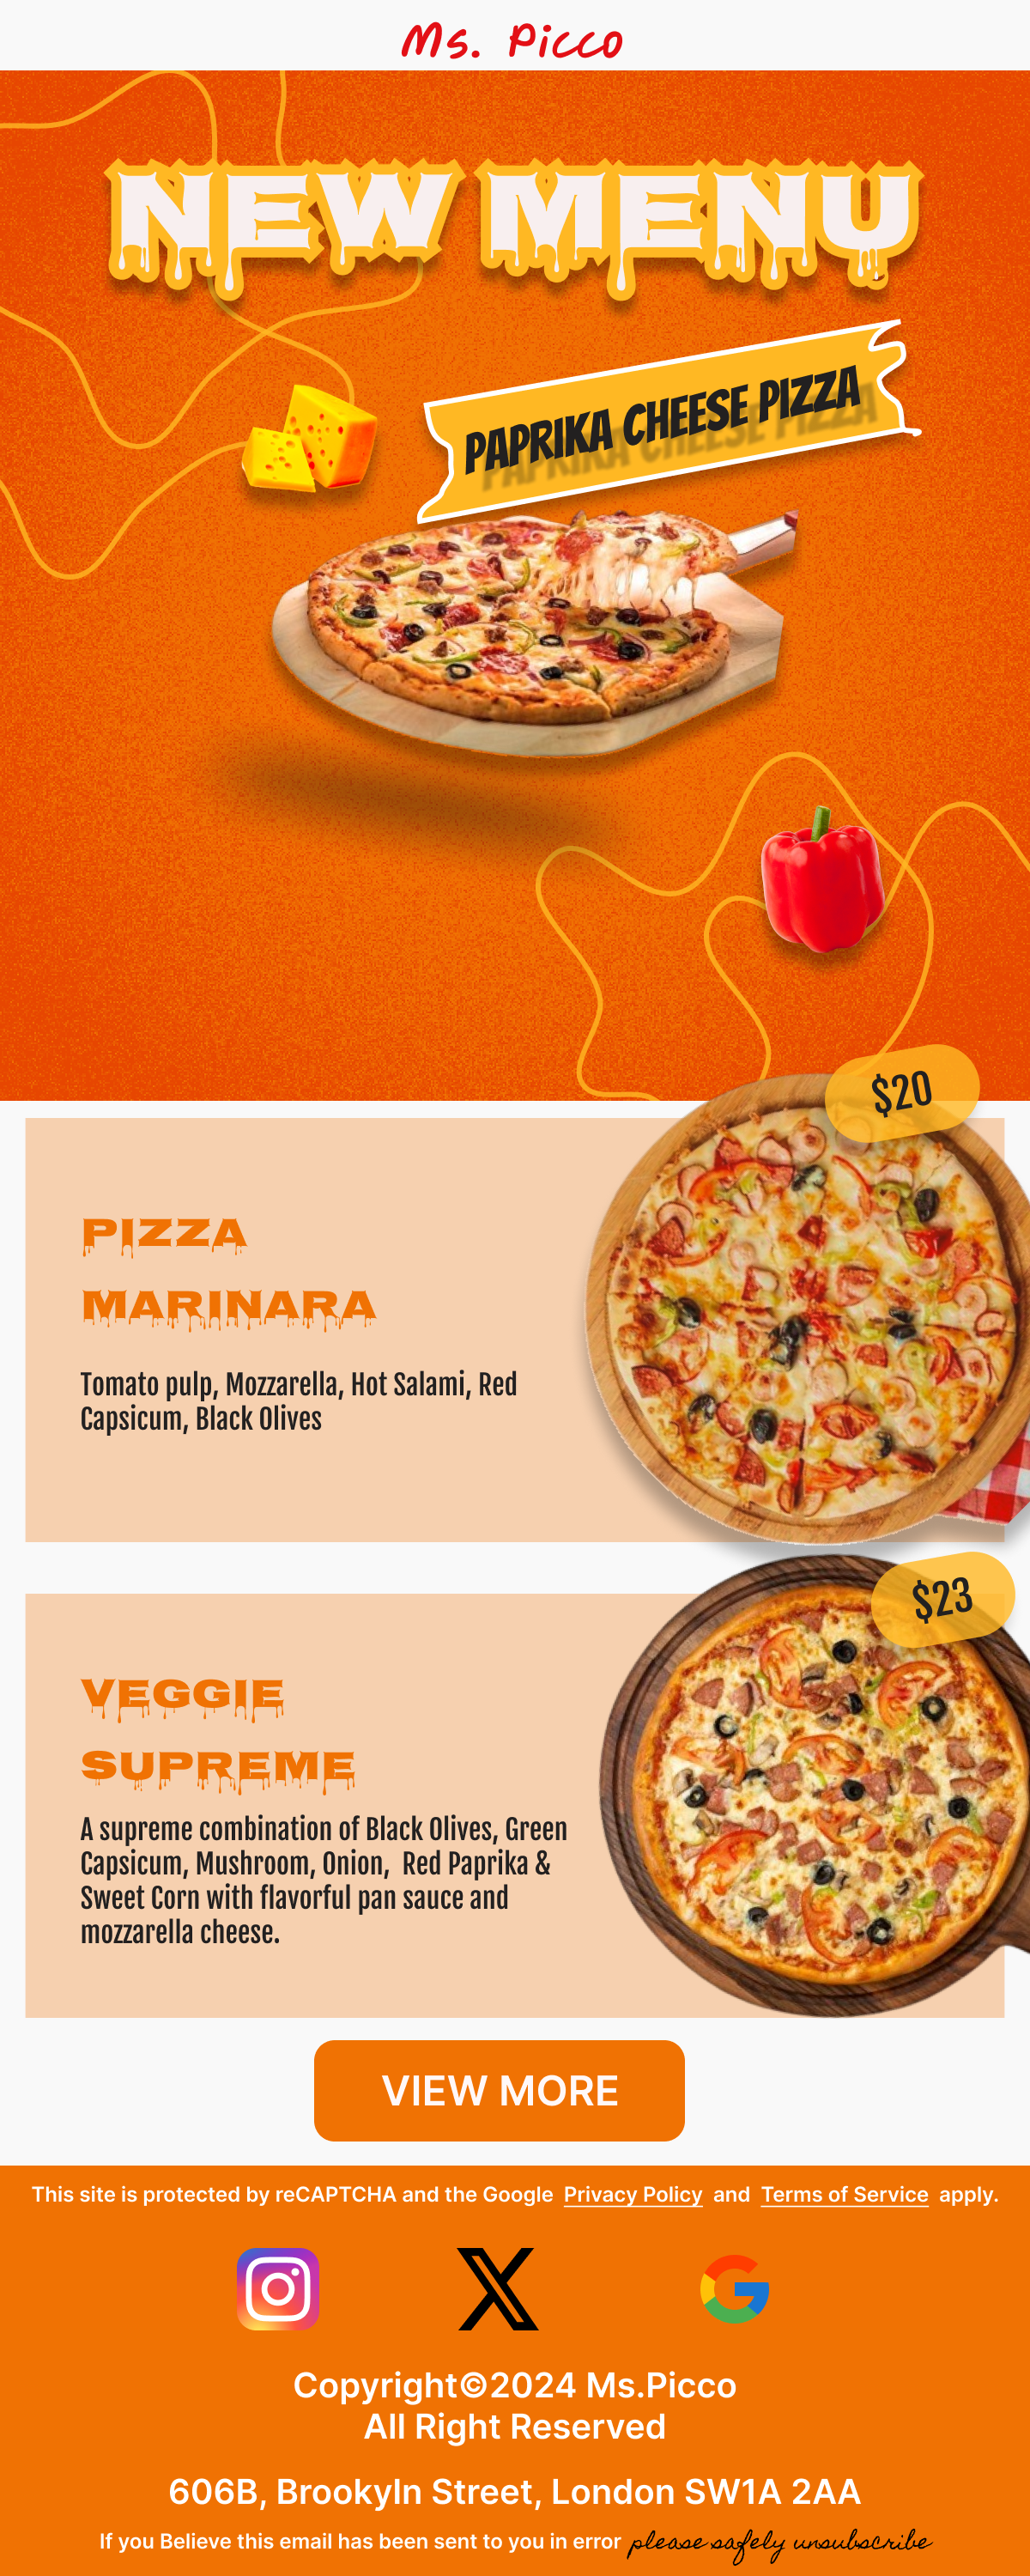 Ms. Picco
NEW MENU
PAPRIKA CHEESE PIZZA
$20
PIZZA
MARINARA
Tomato pulp, Mozzarella, Hot Salami, Red
Capsicum, Black Olives
$23
VEGGIE
SUPREME
A supreme combination of Black Olives, Green
Capsicum, Mushroom, Onion, Red Paprika &
Sweet Corn with flavorful pan sauce and
mozzarella cheese.
VIEW MORE
This site is protected by reCAPTCHA and the Google Privacy Policy and Terms of Service apply.
Copyright©2024 Ms.Picco
All Right Reserved
606B, Brookyln Street, London SW1A 2AA
If you Believe this email has been sent to you in error please safely unsubscribe